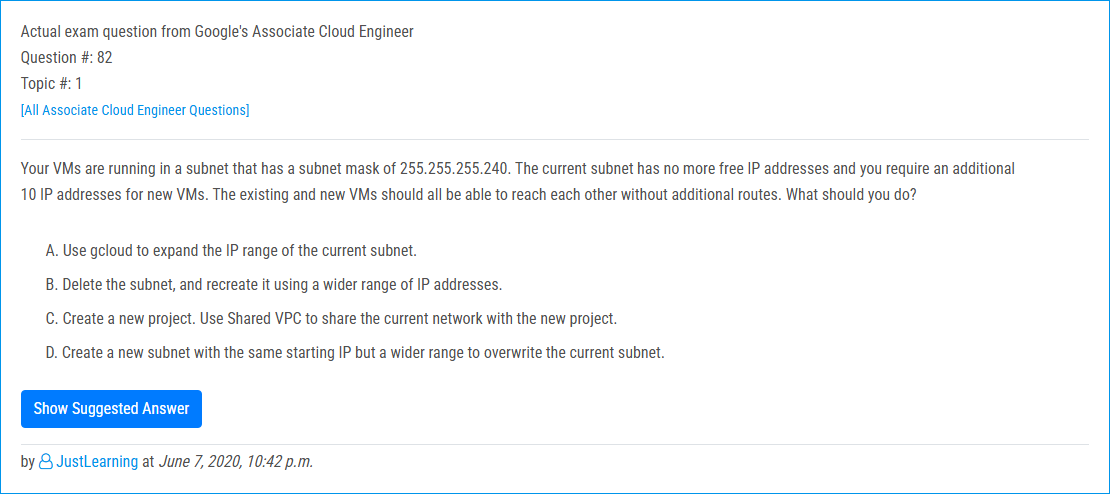 Actual exam question from Google's Associate Cloud Engineer
Question #: 82
Topic #: 1
[All Associate Cloud Engineer Questions]
Your VMs are running in a subnet that has a subnet mask of 255.255.255.240. The current subnet has no more free IP addresses and you require an additional
10 IP addresses for new VMs. The existing and new VMs should all be able to reach each other without additional routes. What should you do?
A. Use gcloud to expand the IP range of the current subnet.
B. Delete the subnet, and recreate it using a wider range of IP addresses.
C. Create a new project. Use Shared VPC to share the current network with the new project.
D. Create a new subnet with the same starting IP but a wider range to overwrite the current subnet.
Show Suggested Answer
by JustLearning at June 7, 2020, 10:42 p.m.